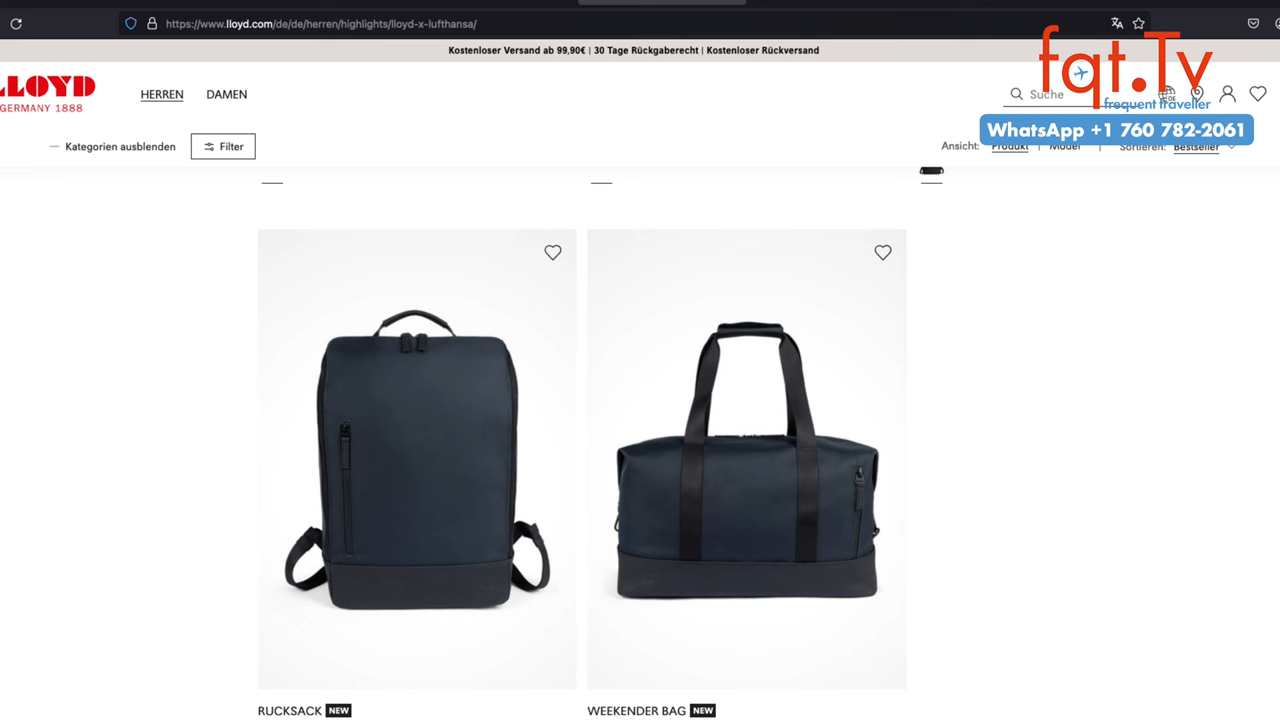 https://www.lloyd.com/de/de/herren/highlights/lloyd-x-lufthansa/
Kostenloser Versand ab 99,90€ | 30 Tage Rückgaberecht | Kostenloser Rückversand
LLOYD
GERMANY 1888
HERREN
DAMEN
Suche
DE
fqt.Tv
frequent traveller
WhatsApp +1 760 782-2061
Kategorien ausblenden
Filter
Ansicht:
Produkt
Model
Sortieren:
Bestseller
RUCKSACK NEW
WEEKENDER BAG NEW